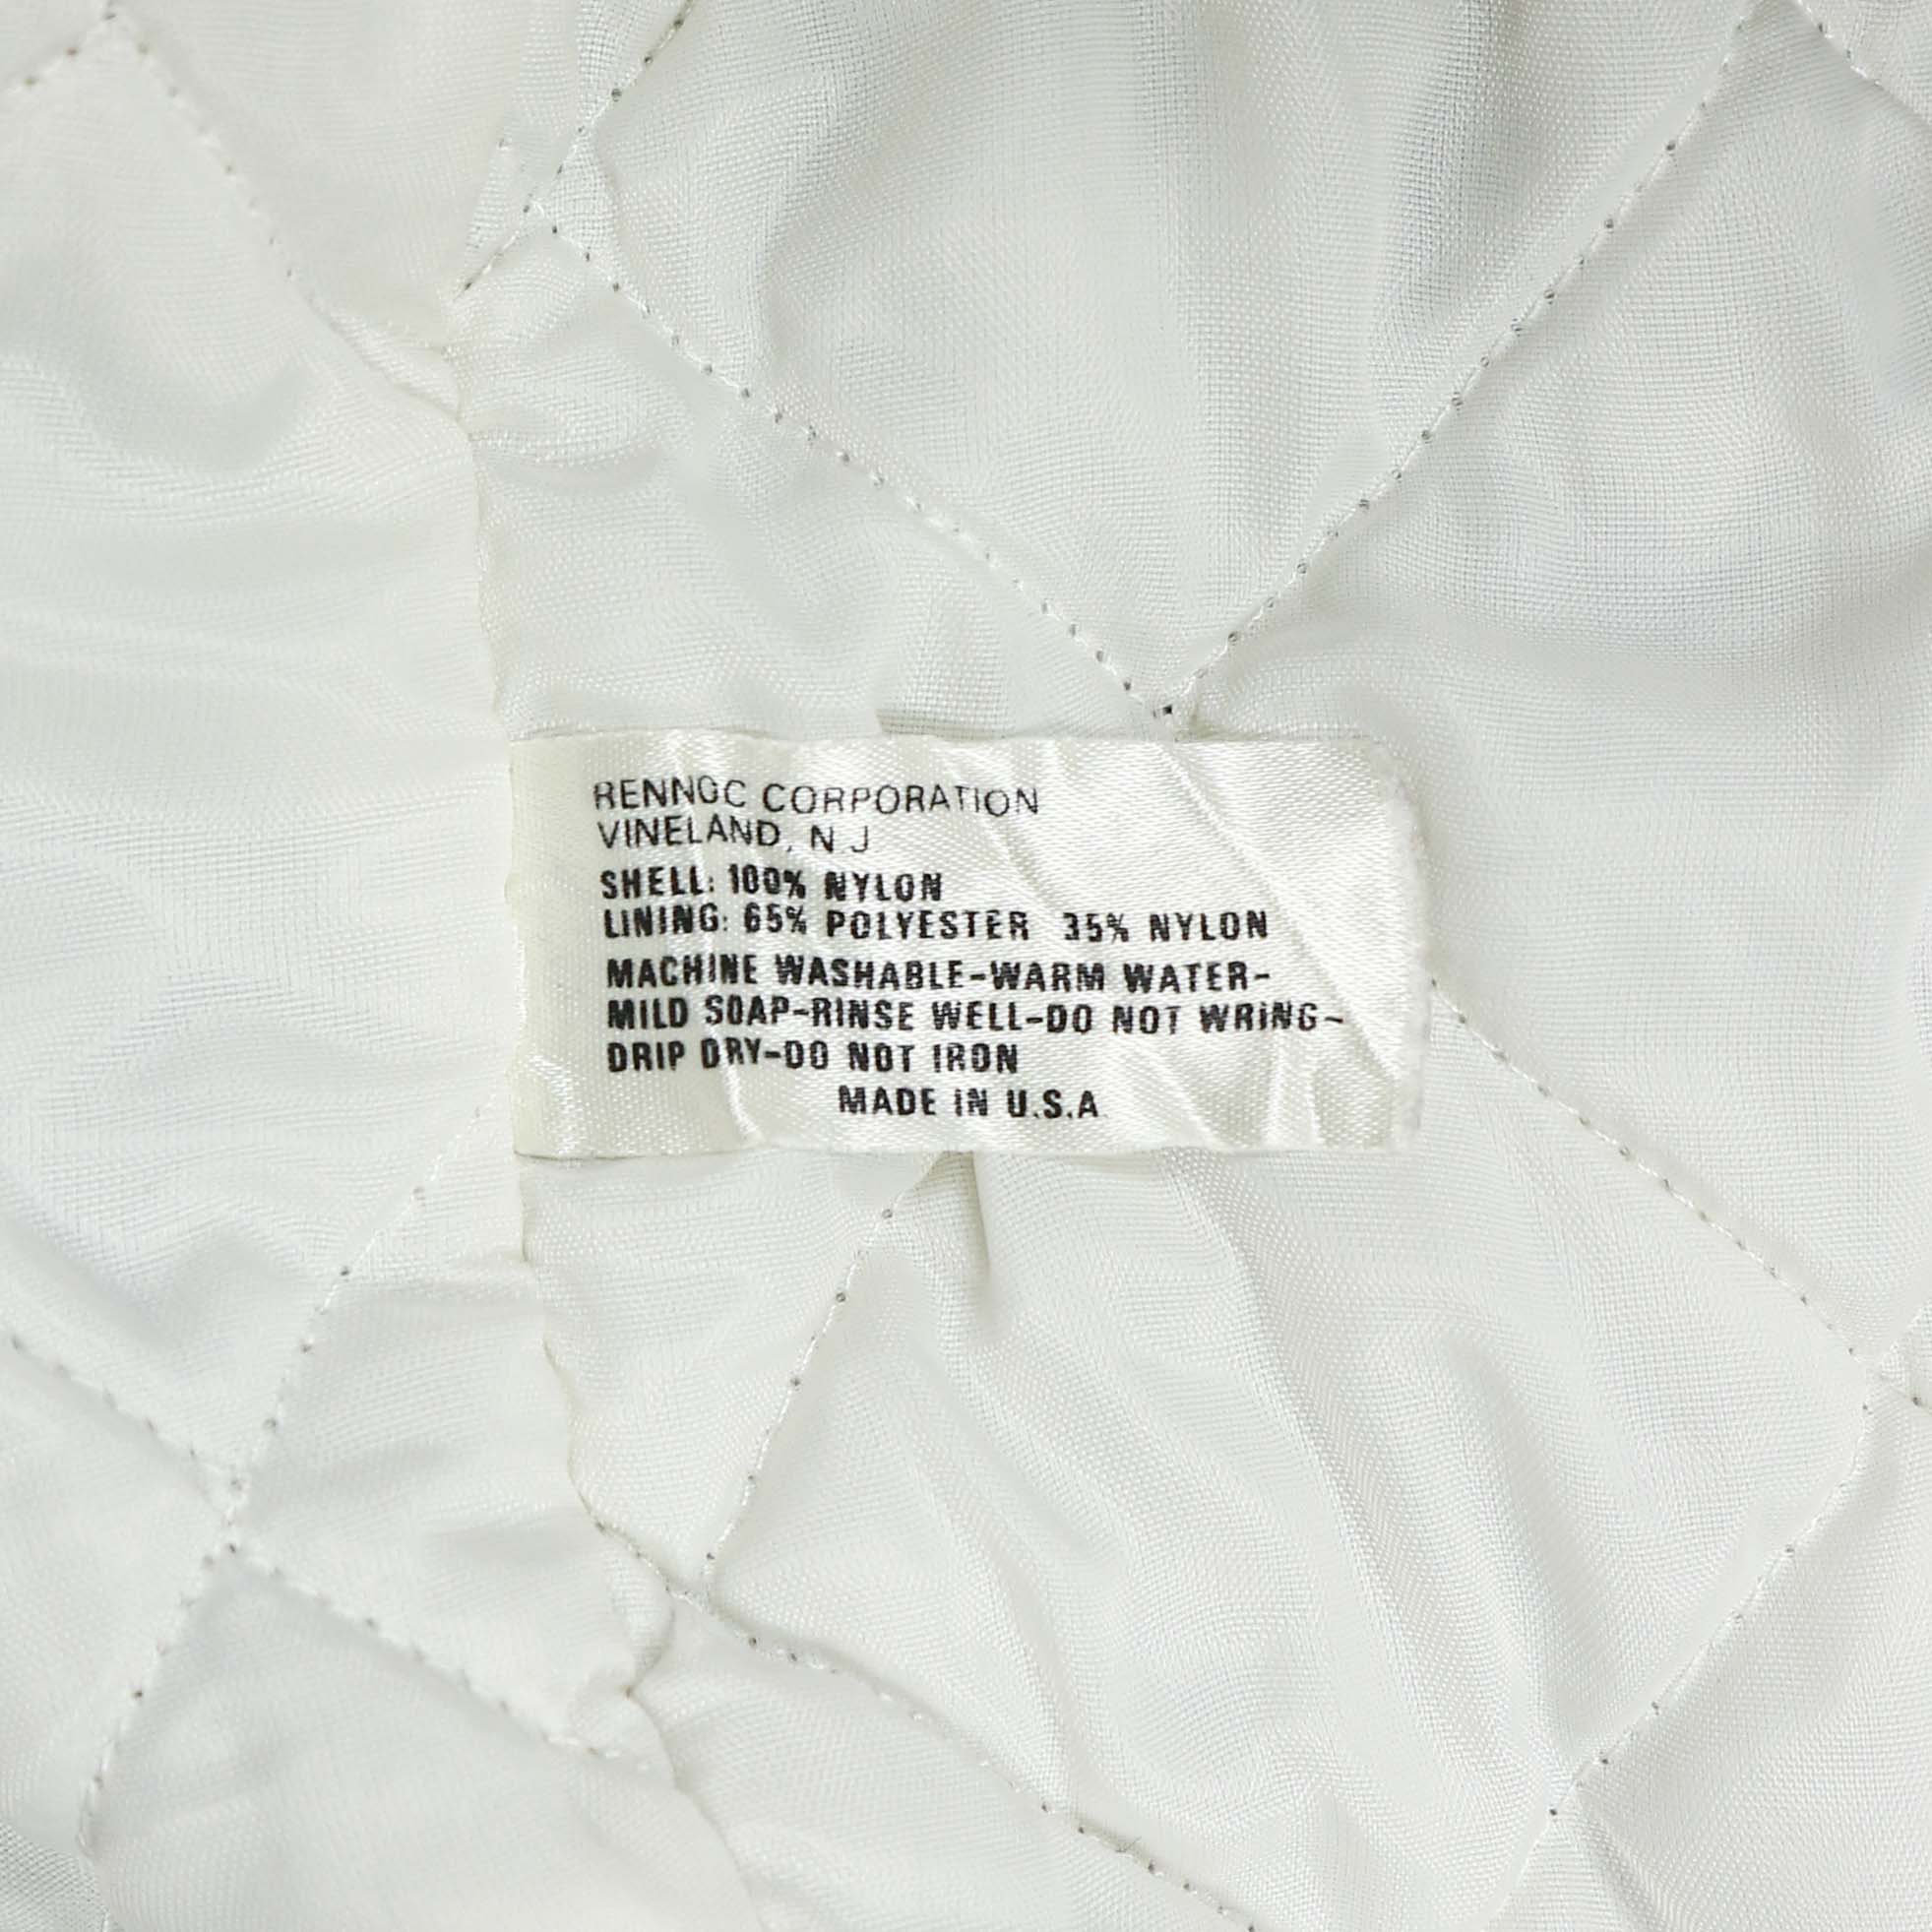 RENNOC CORPORATION
VINELAND, N J
SHELL: 100% NYLON
LINING: 65% POLYESTER 35% NYLON
MACHINE WASHABLE-WARM WATER-
MILD SOAP-RINSE WELL-DO NOT WRING-
DRIP DRY-DO NOT IRON
MADE IN U.S.A